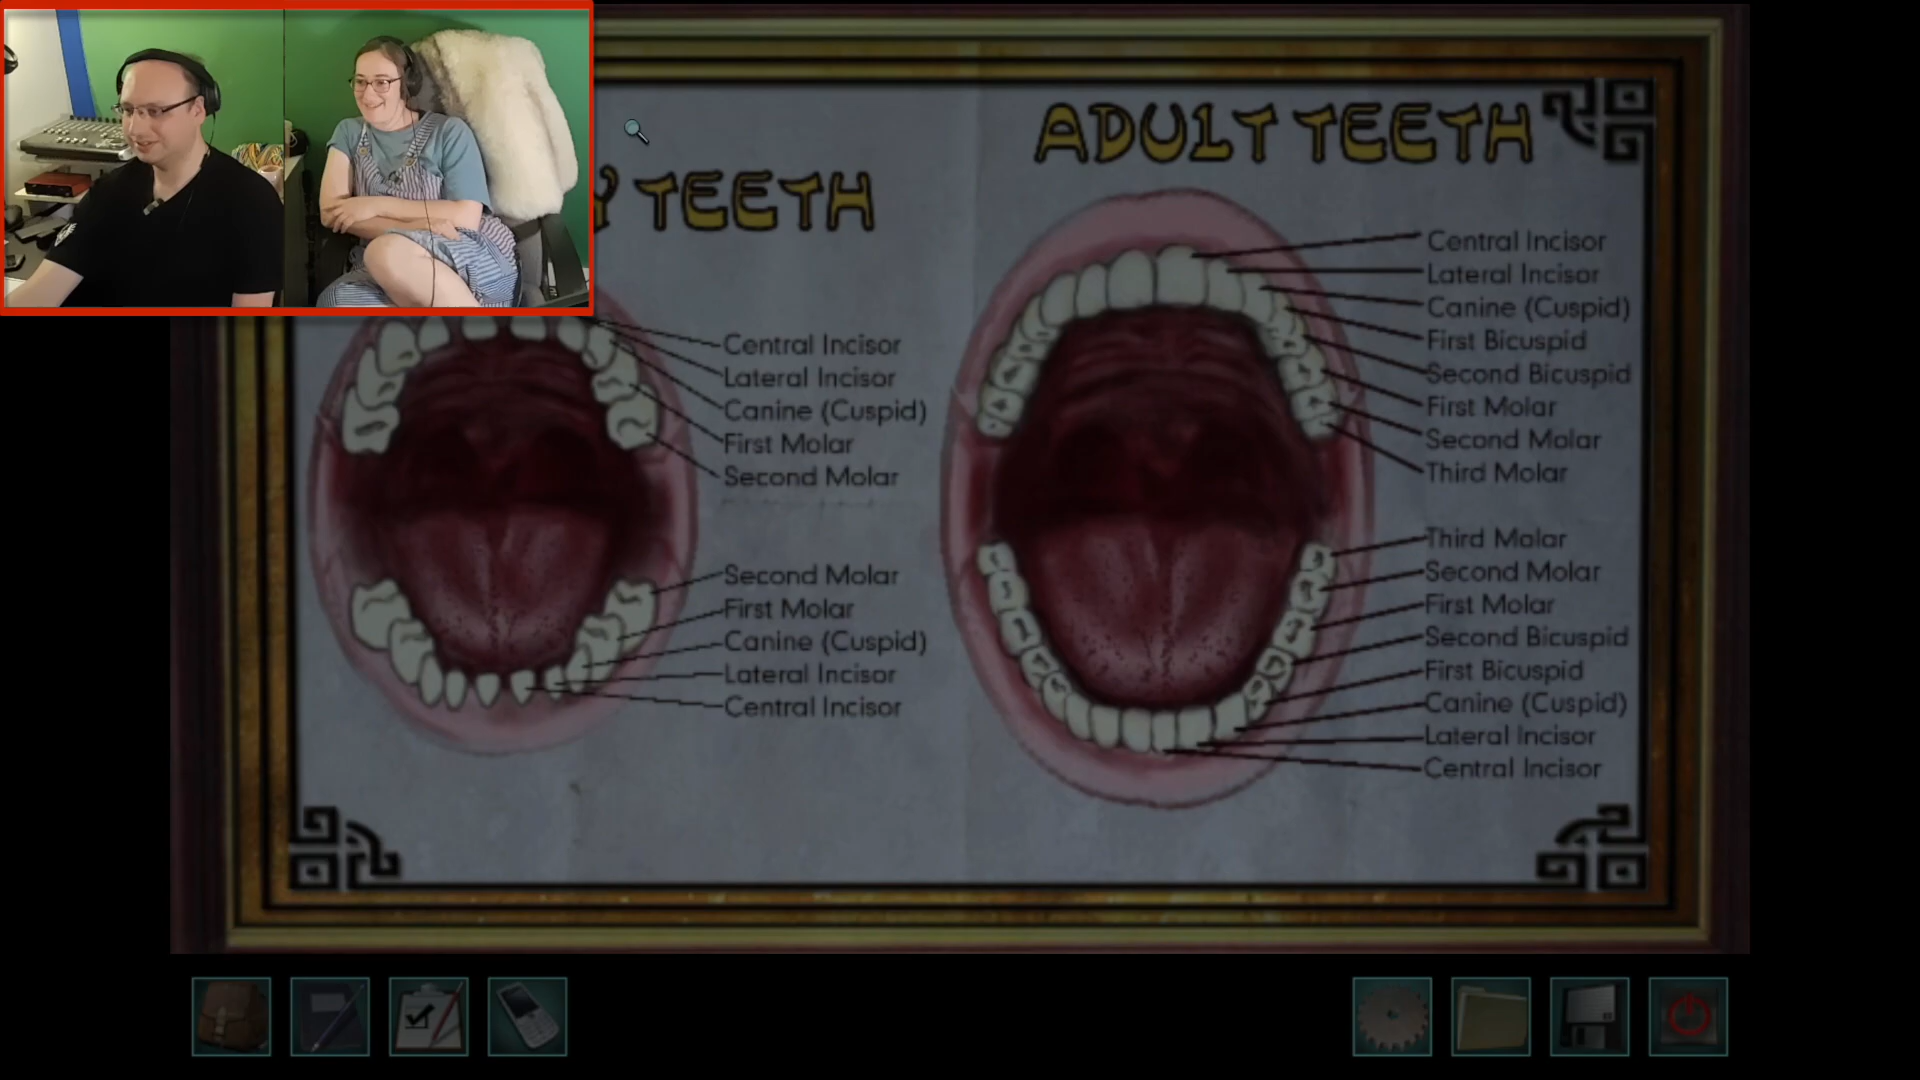 ADULT TEETH
Y TEETH
Central Incisor
Lateral Incisor
Canine (Cuspid)
First Molar
Second Molar
Second Molar
First Molar
Canine (Cuspid)
Lateral Incisor
Central Incisor
Central Incisor
Lateral Incisor
Canine (Cuspid)
First Bicuspid
Second Bicuspid
First Molar
Second Molar
Third Molar
Third Molar
Second Molar
First Molar
Second Bicuspid
First Bicuspid
Canine (Cuspid)
Lateral Incisor
Central Incisor